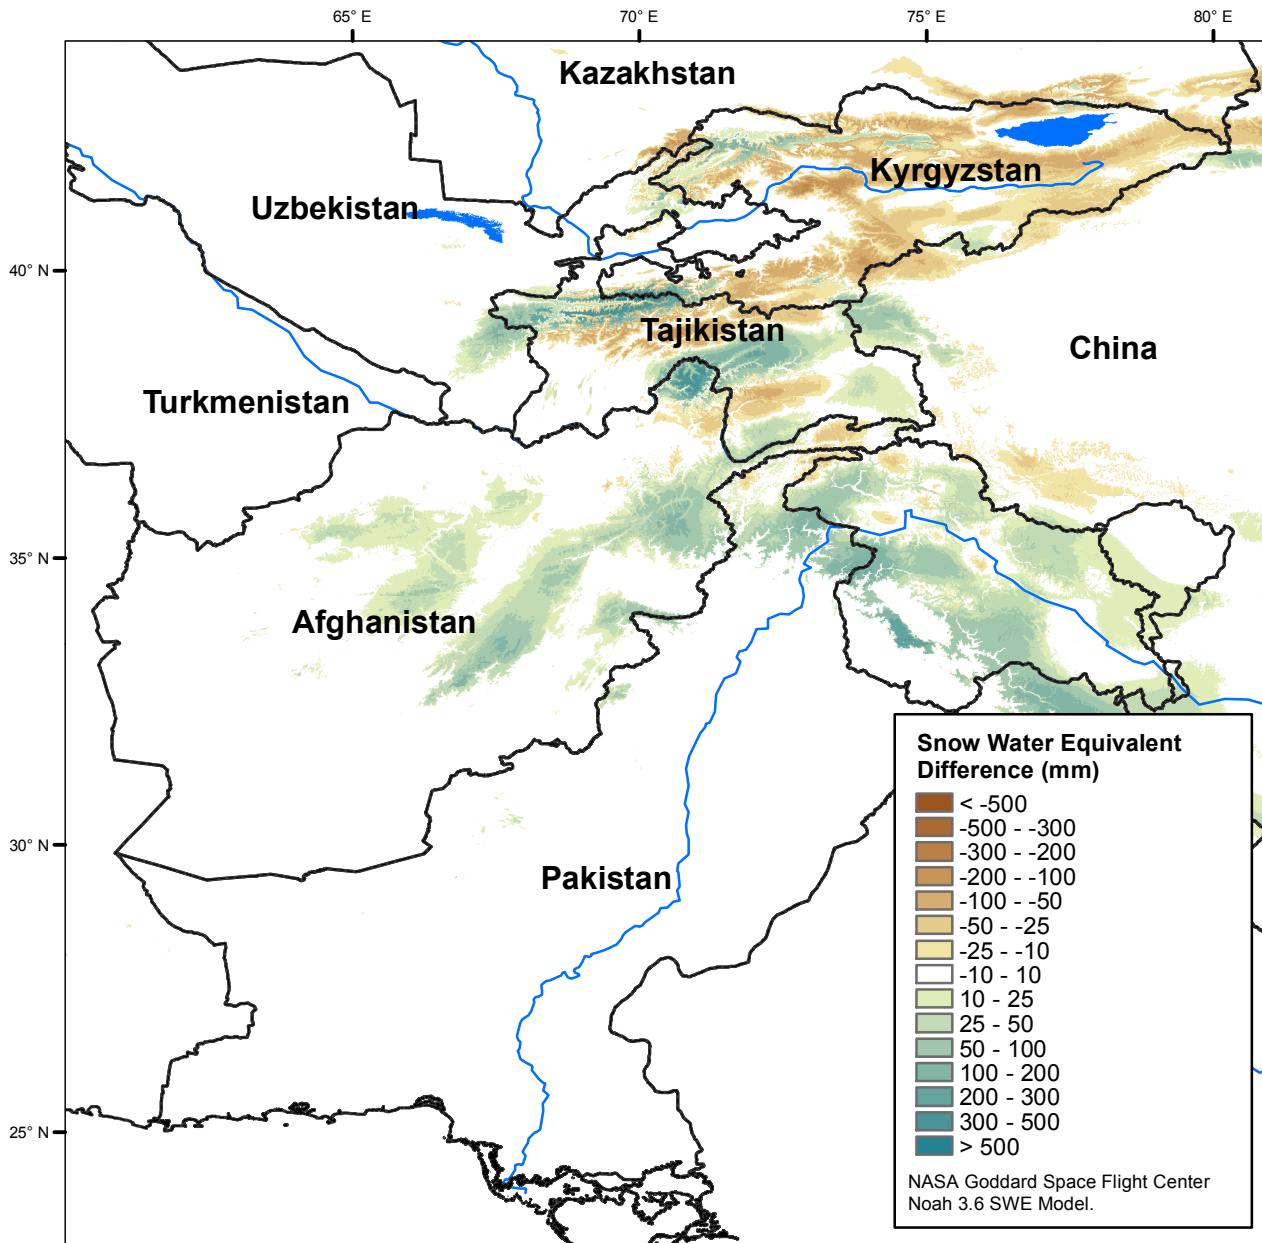 65° E
70° E
75° E
80° E
Kazakhstan
Kyrgyzstan
Uzbekistan
40° N
Tajikistan
China
Turkmenistan
35° N
Afghanistan
30° N
Pakistan
25° N
Snow Water Equivalent
Difference (mm)
< -500
-500 - -300
-300 - -200
-200 - -100
-100 - -50
-50 - -25
-25 - -10
-10 - 10
10 - 25
25 - 50
50 - 100
100 - 200
200 - 300
300 - 500
> 500
NASA Goddard Space Flight Center
Noah 3.6 SWE Model.